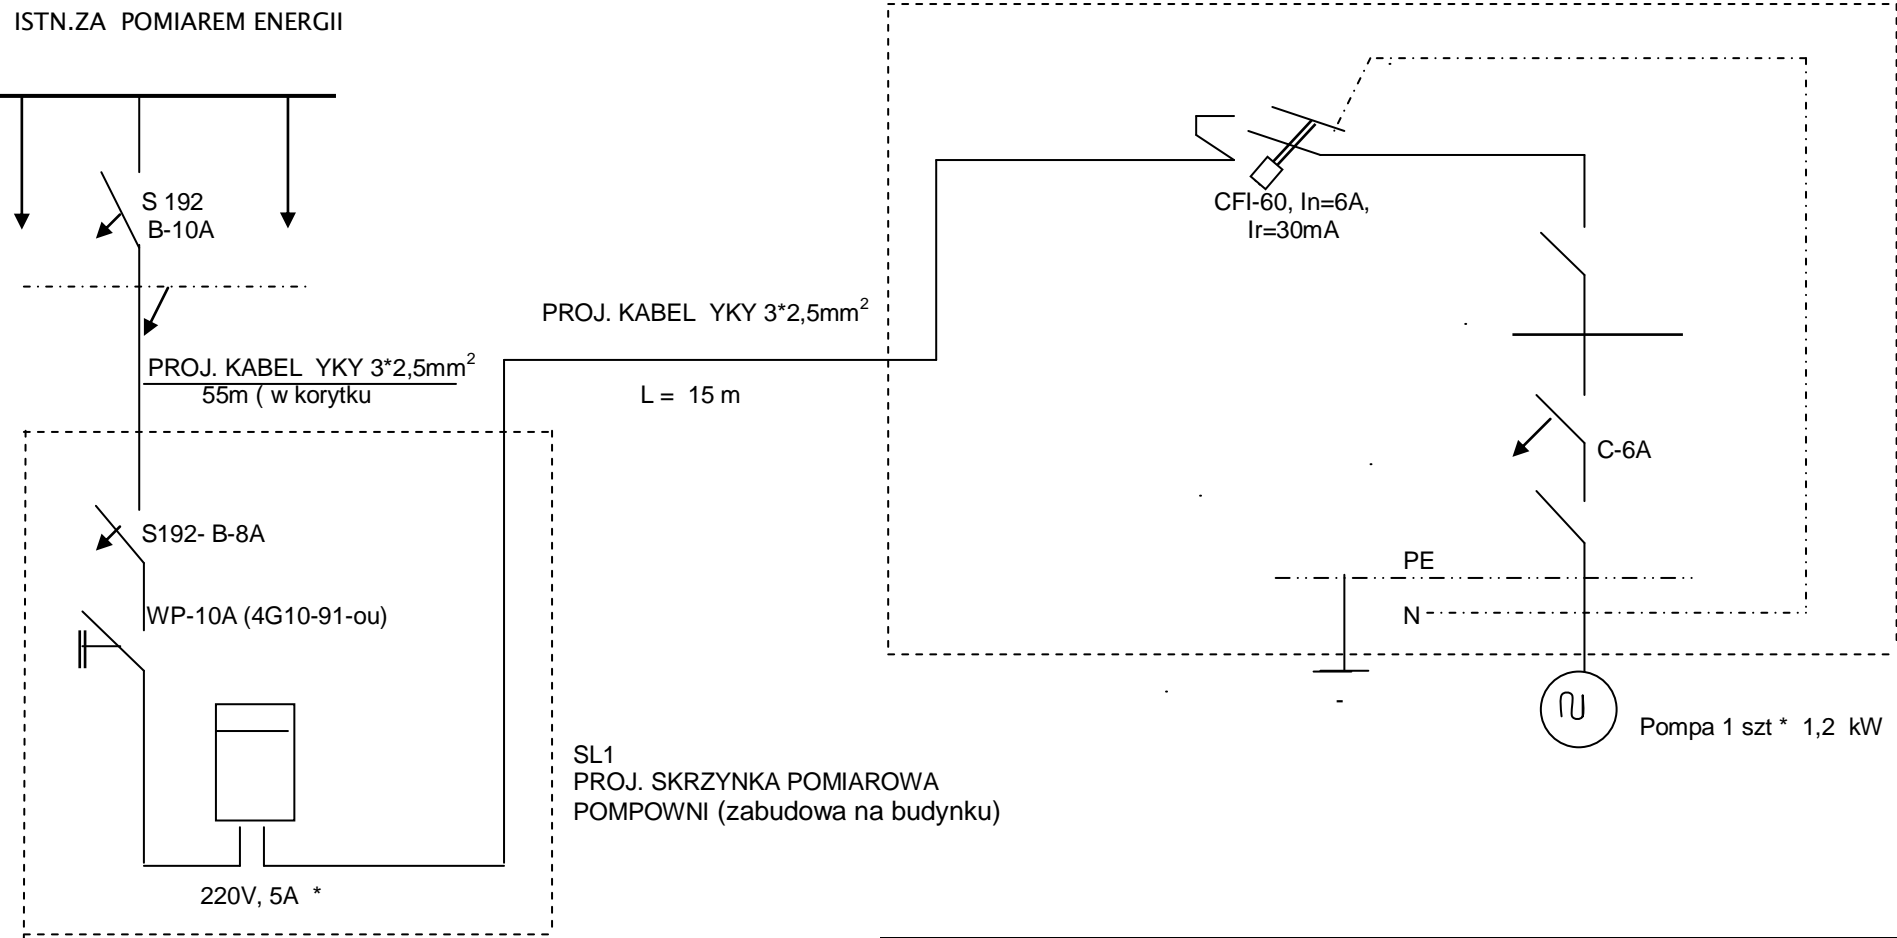 ISTN.ZA POMIAREM ENERGII
S 192
B-10A
PROJ. KABEL YKY 3*2,5mm²
55m ( w korytku
S192- B-8A
WP-10A (4G10-91-ou)
220V, 5A *
SL1
PROJ. SKRZYNKA POMIAROWA
POMPOWNI (zabudowa na budynku)
PROJ. KABEL YKY 3*2,5mm²
L = 15 m
CFI-60, In=6A,
Ir=30mA
C-6A
PE
N
Pompa 1 szt * 1,2 kW